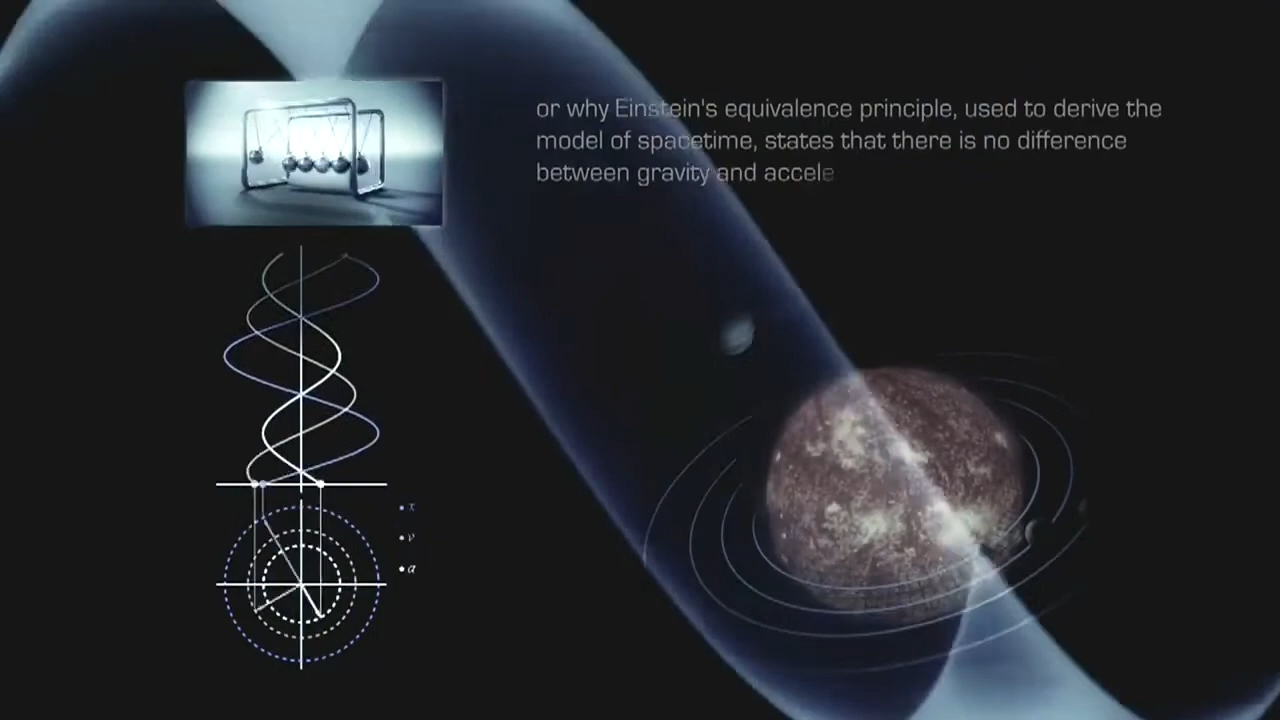 or why Einstein's equivalence principle, used to derive the
model of spacetime, states that there is no difference
between gravity and accele
x
v
a